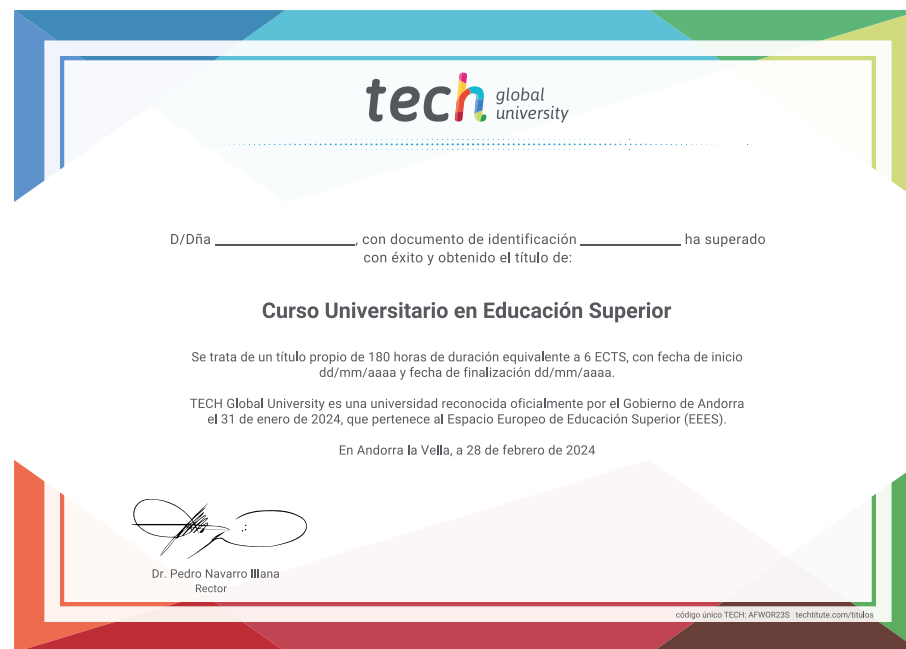 tech global
university
D/Dña ____________, con documento de identificación ____________ ha superado
con éxito y obtenido el título de:
Curso Universitario en Educación Superior
Se trata de un título propio de 180 horas de duración equivalente a 6 ECTS, con fecha de inicio
dd/mm/aaaa y fecha de finalización dd/mm/aaaa.
TECH Global University es una universidad reconocida oficialmente por el Gobierno de Andorra
el 31 de enero de 2024, que pertenece al Espacio Europeo de Educación Superior (EEES).
En Andorra la Vella, a 28 de febrero de 2024
Dr. Pedro Navarro Illana
Rector
código único TECH: AFWOR23S techtitute.com/titulos